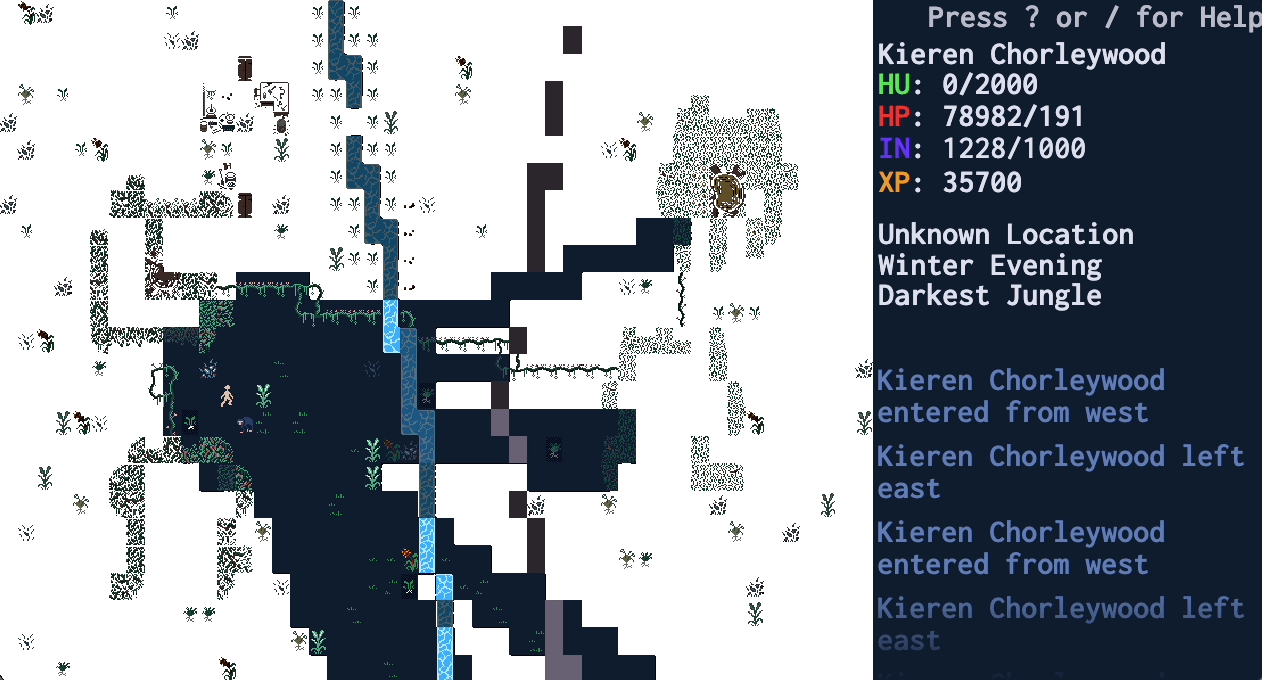 Press ? or / for Help
Kieren Chorleywood
HU: 0/2000
HP: 78982/191
IN: 1228/1000
XP: 35700
Unknown Location
Winter Evening
Darkest Jungle
Kieren Chorleywood
entered from west
Kieren Chorleywood left
east
Kieren Chorleywood
entered from west
Kieren Chorleywood left
east